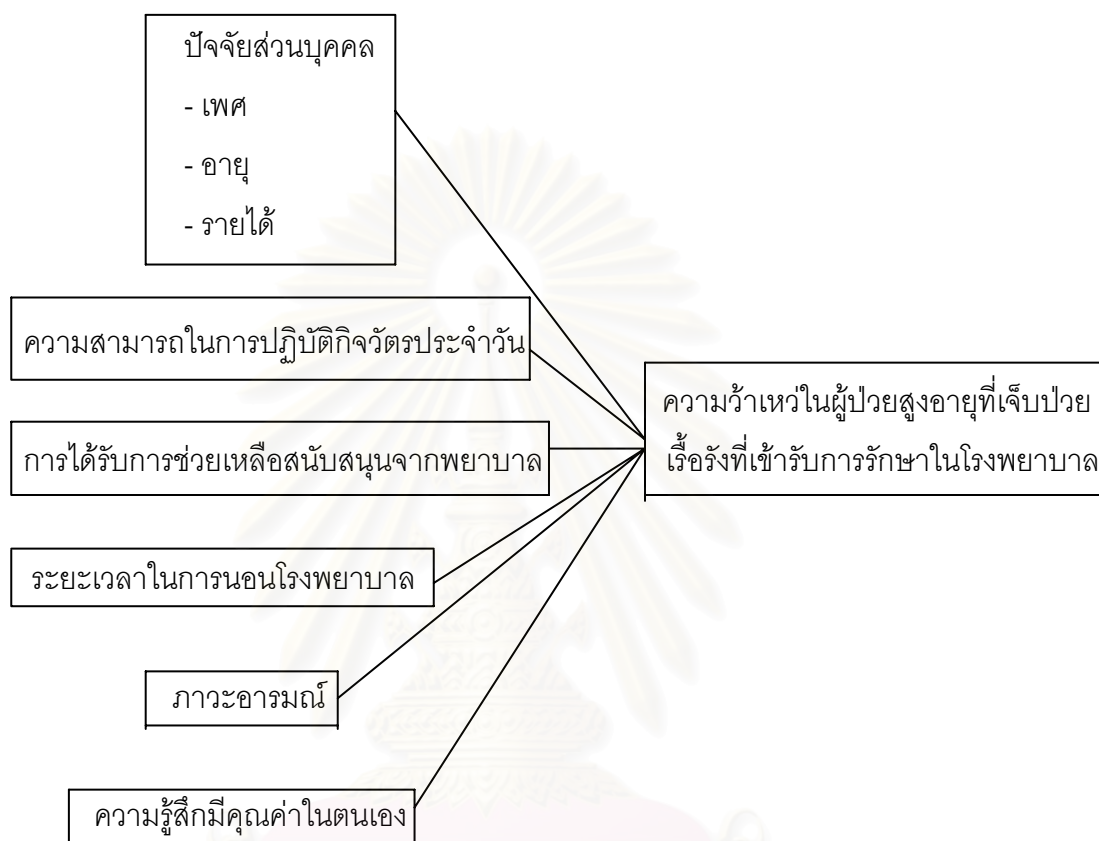 ปัจจัยส่วนบุคคล
- เพศ
- อายุ
- รายได้
ความสามารถในการปฏิบัติกิจวัตรประจำวัน
การได้รับการช่วยเหลือสนับสนุนจากพยาบาล
ระยะเวลาในการนอนโรงพยาบาล
ภาวะอารมณ์
ความรู้สึกมีคุณค่าในตนเอง
ความว้าเหว่ในผู้ป่วยสูงอายุที่เจ็บป่วย
เรื้อรังที่เข้ารับการรักษาในโรงพยาบาล